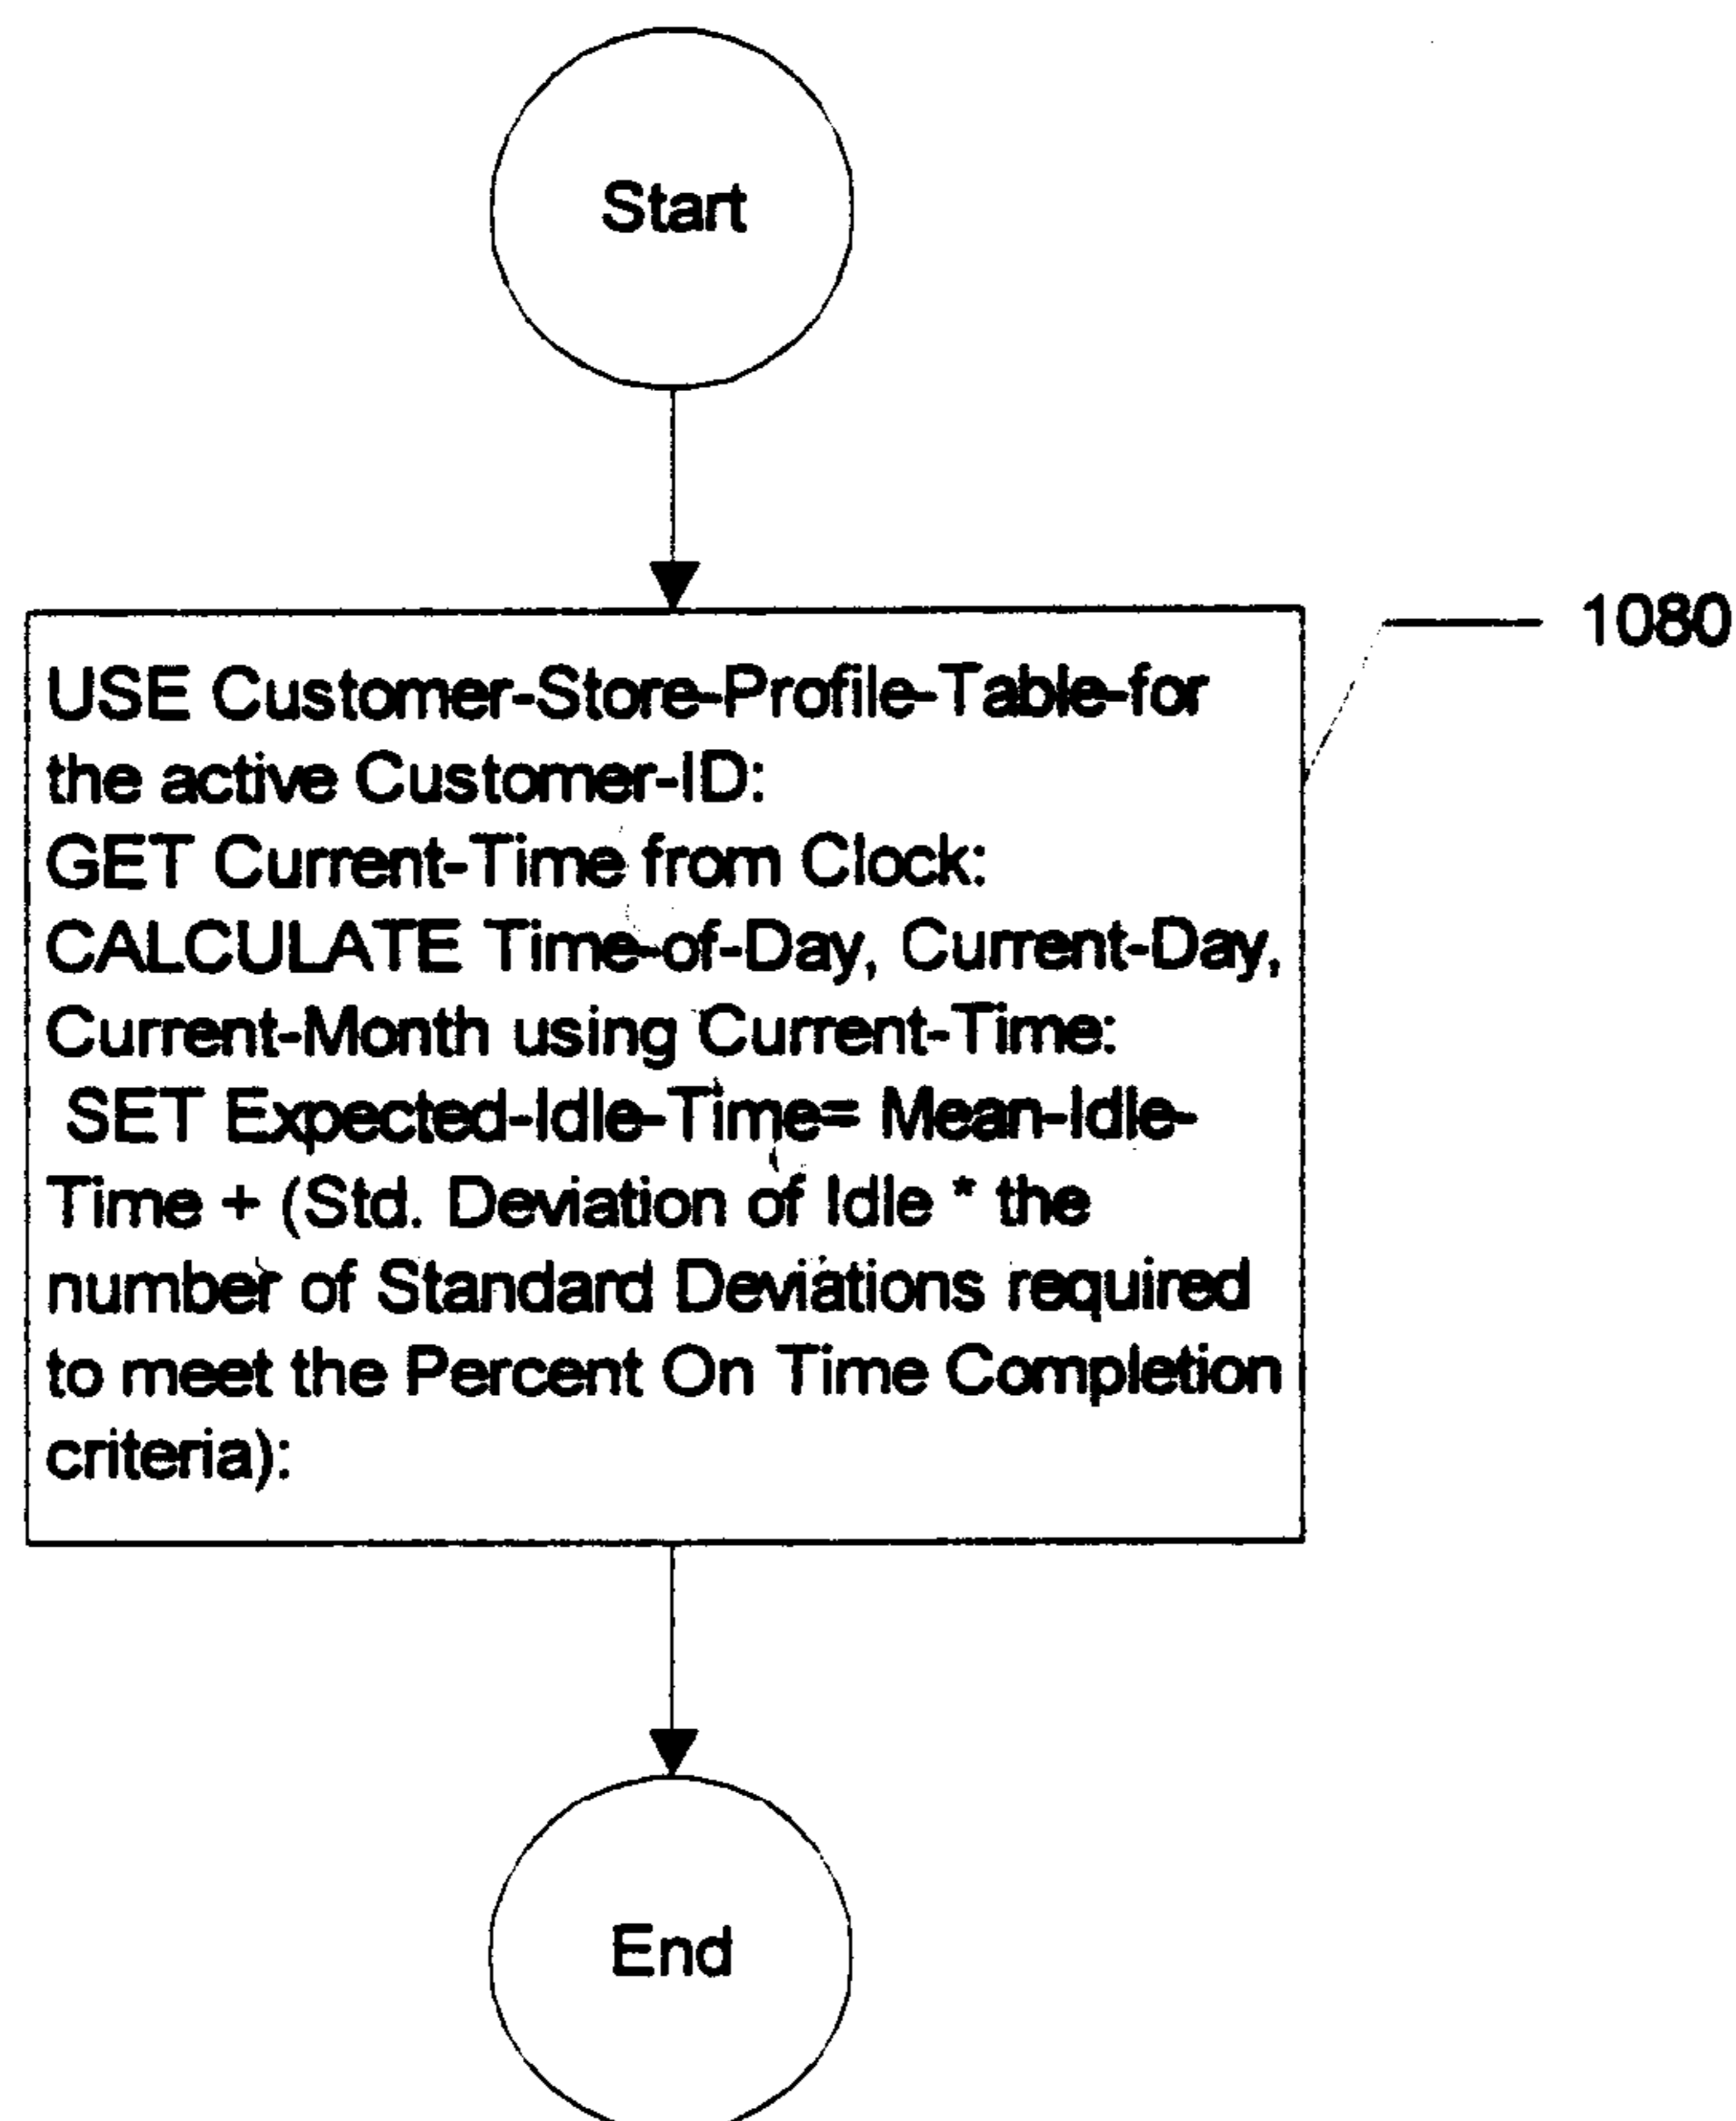 Start
1080
USE Customer-Store-Profile-Table-for
the active Customer-ID:
GET Current-Time from Clock:
CALCULATE Time-of-Day, Current-Day,
Current-Month using Current-Time:
SET Expected-Idle-Time= Mean-Idle-
Time + (Std. Deviation of Idle * the
number of Standard Deviations required
to meet the Percent On Time Completion
criteria):
End